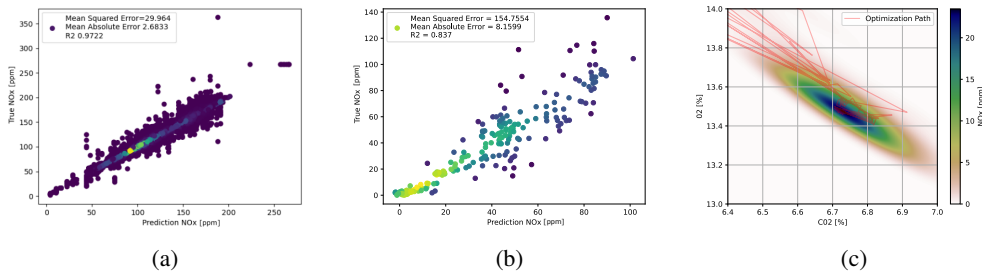 Mean Squared Error=29.964
Mean Absolute Error 2.6833
R2 0.9722
True NOx [ppm]
350
300
250
200
150
100
50
0
0 50 100 150 200 250
Prediction NOx [ppm]
(a)
Mean Squared Error = 154.7554
Mean Absolute Error = 8.1599
R2 = 0.837
True NOx [ppm]
140
120
100
80
60
40
20
0
0 20 40 60 80 100
Prediction NOx [ppm]
(b)
Optimization Path
02 [%]
14.0
13.8
13.6
13.4
13.2
13.0
6.4 6.5 6.6 6.7 6.8 6.9 7.0
C02 [%]
20
15
10
5
0
NOx [ppm]
(c)